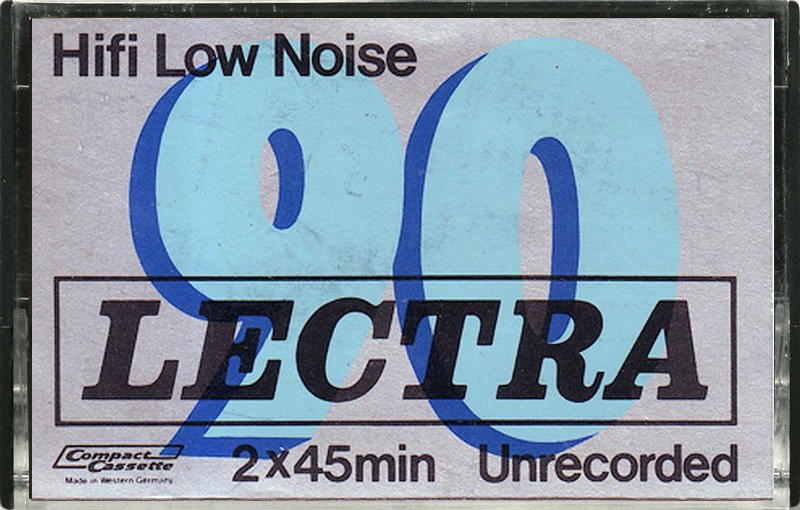 Hifi Low Noise
90
LECTRA
Compact
Cassette
Made in Western Germany
2x45min Unrecorded